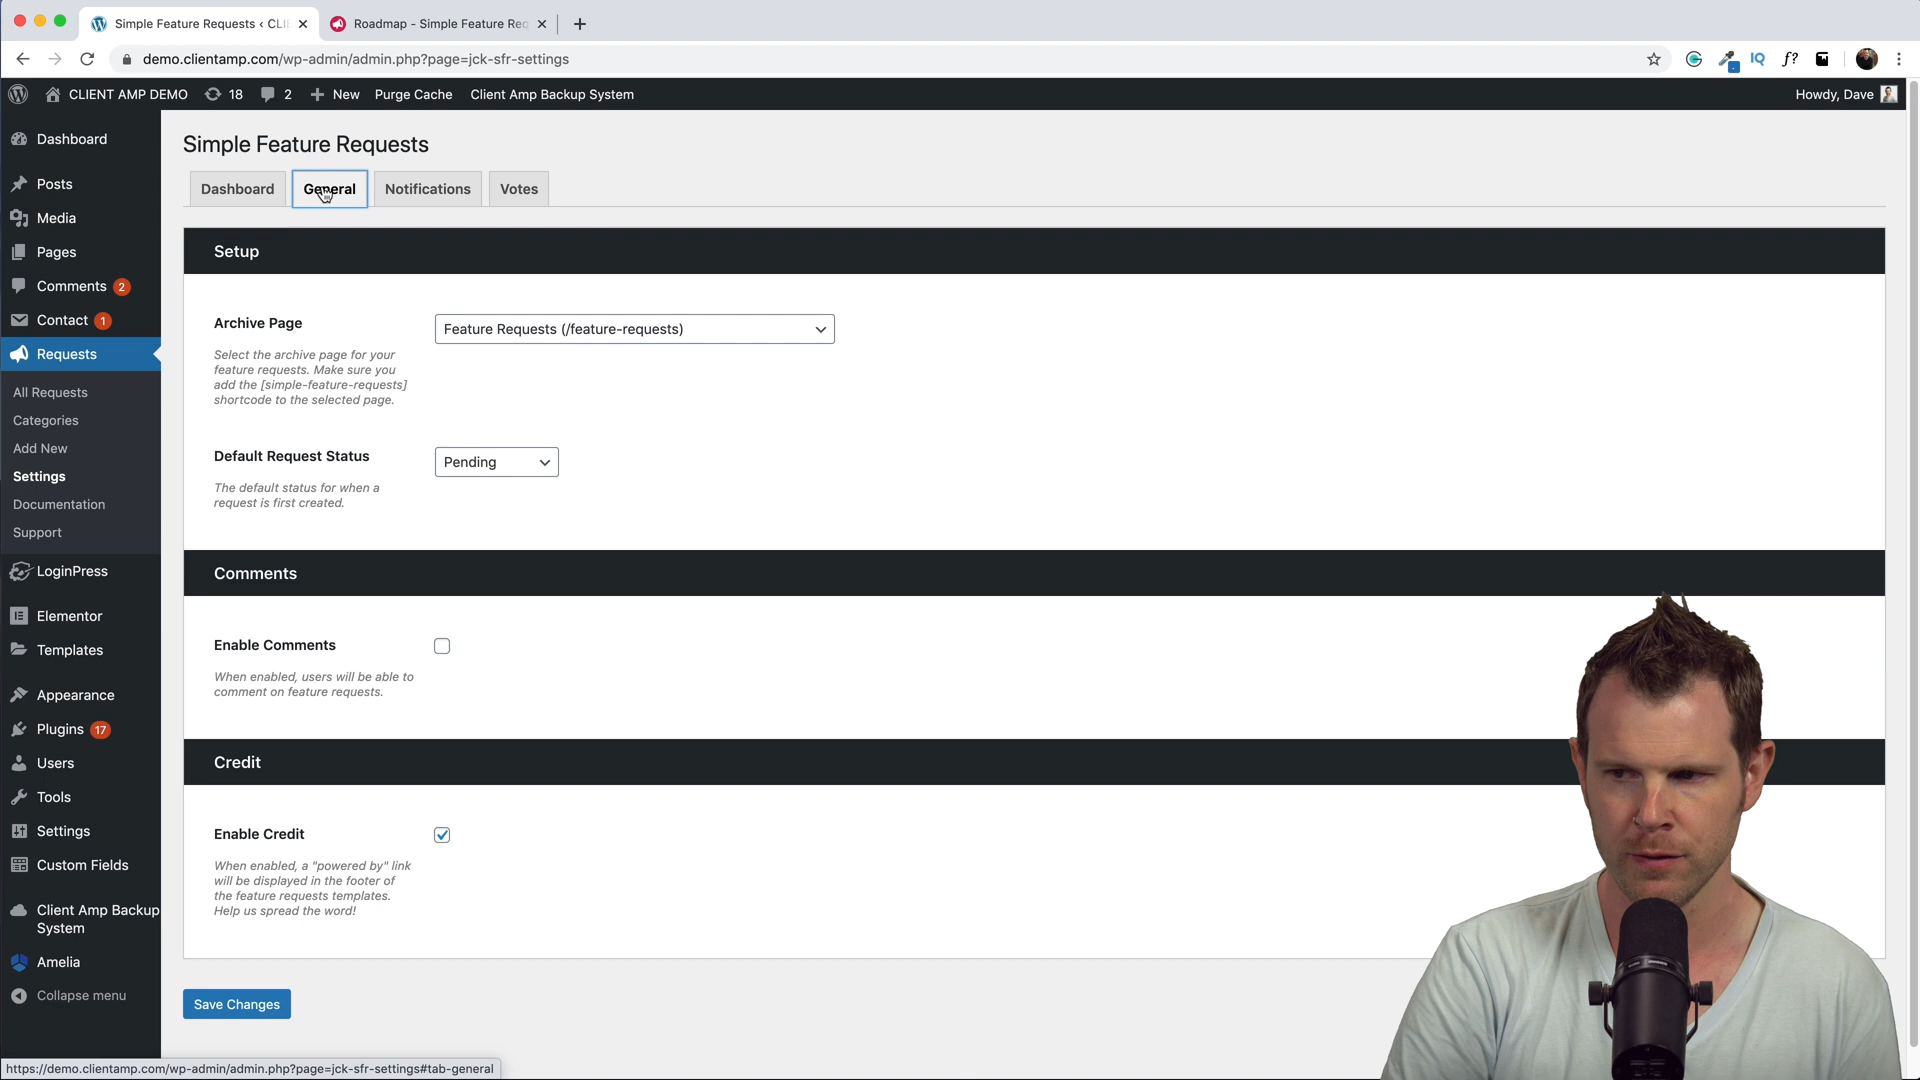 Simple Feature Requests ‹ CLI
Roadmap - Simple Feature Req
demo.clientamp.com/wp-admin/admin.php?page=jck-sfr-settings
IQ
f?
CLIENT AMP DEMO
18
2
New
Purge Cache
Client Amp Backup System
Howdy, Dave
Dashboard
Posts
Media
Pages
Comments 2
Contact 1
Requests
All Requests
Categories
Add New
Settings
Documentation
Support
LoginPress
Elementor
Templates
Appearance
Plugins 17
Users
Tools
Settings
Custom Fields
Client Amp Backup
System
Amelia
Collapse menu
Simple Feature Requests
Dashboard
General
Notifications
Votes
Setup
Archive Page
Feature Requests (/feature-requests)
Select the archive page for your
feature requests. Make sure you
add the [simple-feature-requests]
shortcode to the selected page.
Default Request Status
Pending
The default status for when a
request is first created.
Comments
Enable Comments
When enabled, users will be able to
comment on feature requests.
Credit
Enable Credit
When enabled, a "powered by" link
will be displayed in the footer of
the feature requests templates.
Help us spread the word!
Save Changes
https://demo.clientamp.com/wp-admin/admin.php?page=jck-sfr-settings#tab-general